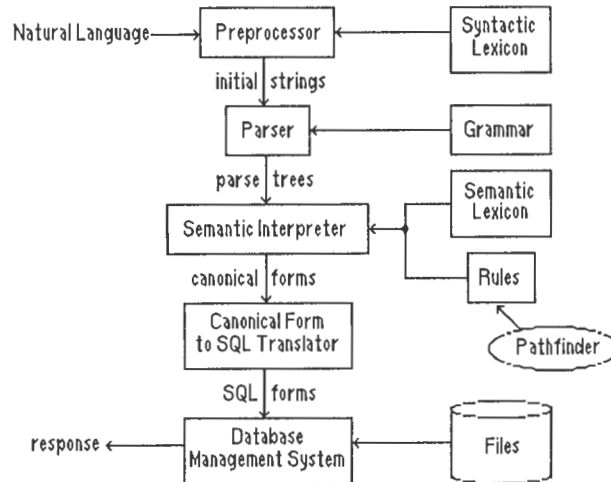 Natural Language
Preprocessor
Syntactic
Lexicon
initial strings
Parser
Grammar
parse trees
Semantic
Lexicon
Semantic Interpreter
canonical forms
Rules
Canonical Form
to SQL Translator
Pathfinder
SQL forms
response
Database
Management System
Files